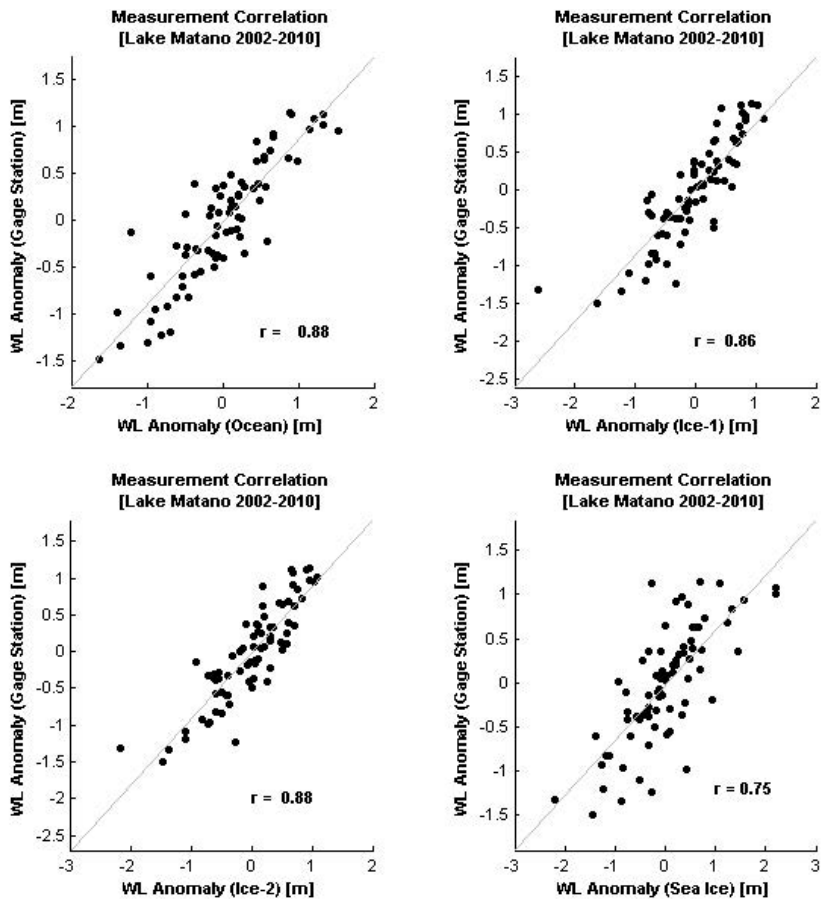 Measurement Correlation
[Lake Matano 2002-2010]
WL Anomaly (Gage Station) [m]
1.5
1
0.5
0
-0.5
-1
-1.5
r = 0.88
-2
-1
0
1
2
WL Anomaly (Ocean) [m]
Measurement Correlation
[Lake Matano 2002-2010]
WL Anomaly (Gage Station) [m]
1.5
1
0.5
0
-0.5
-1
-1.5
-2
-2.5
r = 0.86
-3
-2
-1
0
1
2
WL Anomaly (Ice-1) [m]
Measurement Correlation
[Lake Matano 2002-2010]
WL Anomaly (Gage Station) [m]
1.5
1
0.5
0
-0.5
-1
-1.5
-2
-2.5
r = 0.88
-3
-2
-1
0
1
2
WL Anomaly (Ice-2) [m]
Measurement Correlation
[Lake Matano 2002-2010]
WL Anomaly (Gage Station) [m]
1.5
1
0.5
0
-0.5
-1
-1.5
r = 0.75
-3
-2
-1
0
1
2
3
WL Anomaly (Sea Ice) [m]